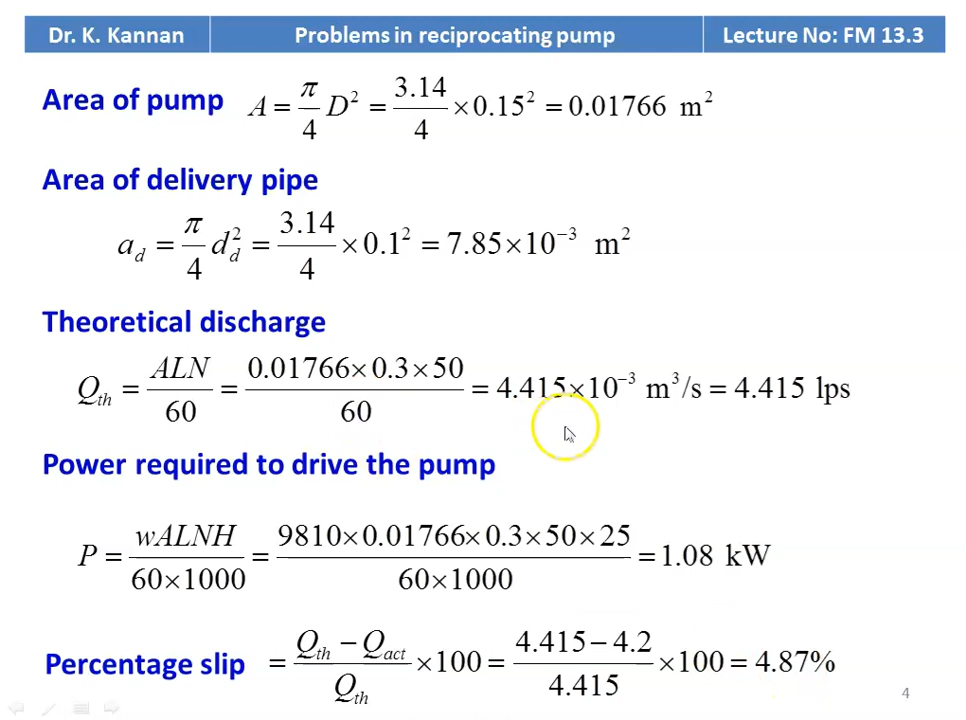 Dr. K. Kannan Problems in reciprocating pump Lecture No: FM 13.3
Area of pump A = π/4 D² = 3.14/4 × 0.15² = 0.01766 m²
Area of delivery pipe
a_d = π/4 d_d² = 3.14/4 × 0.1² = 7.85×10⁻³ m²
Theoretical discharge
Q_th = ALN/60 = 0.01766×0.3×50/60 = 4.415×10⁻³ m³/s = 4.415 lps
Power required to drive the pump
P = wALNH/60×1000 = 9810×0.01766×0.3×50×25/60×1000 = 1.08 kW
Percentage slip = Q_th − Q_act/Q_th ×100 = 4.415−4.2/4.415 ×100 = 4.87%
4